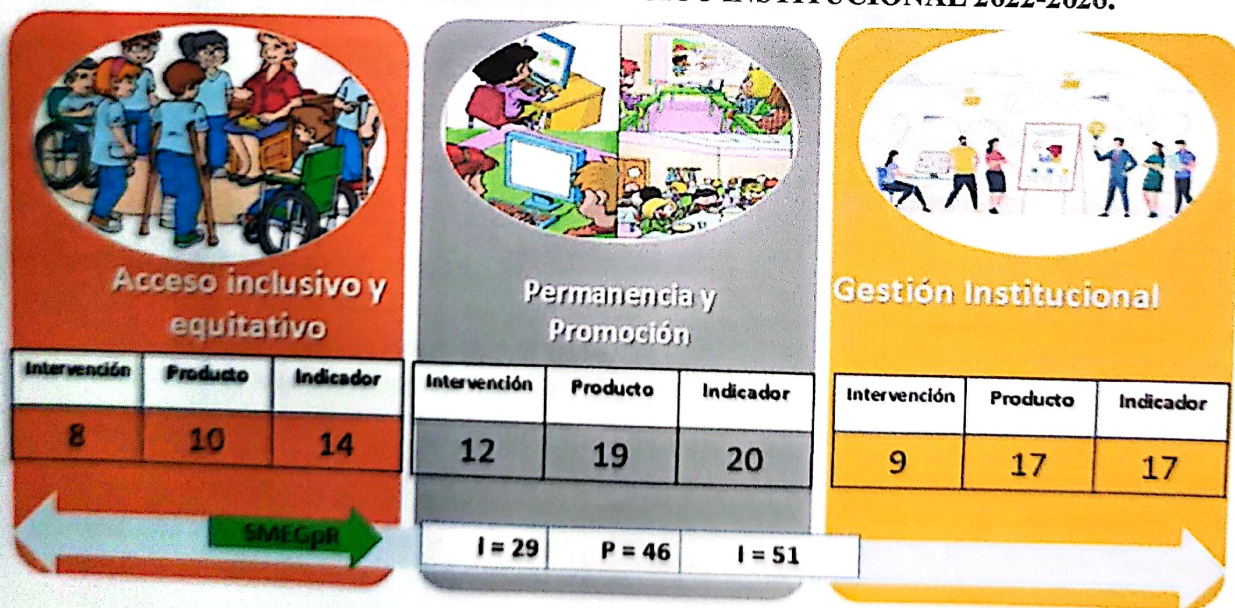 INSTITUCIONAL 2022-2026.
Acceso inclusivo y
equitativo
Intervención Producto Indicador
8 10 14
Permanencia y
Promoción
Intervención Producto Indicador
12 19 20
Gestión Institucional
Intervención Producto Indicador
9 17 17
SMEGpR
I = 29 P = 46 I = 51